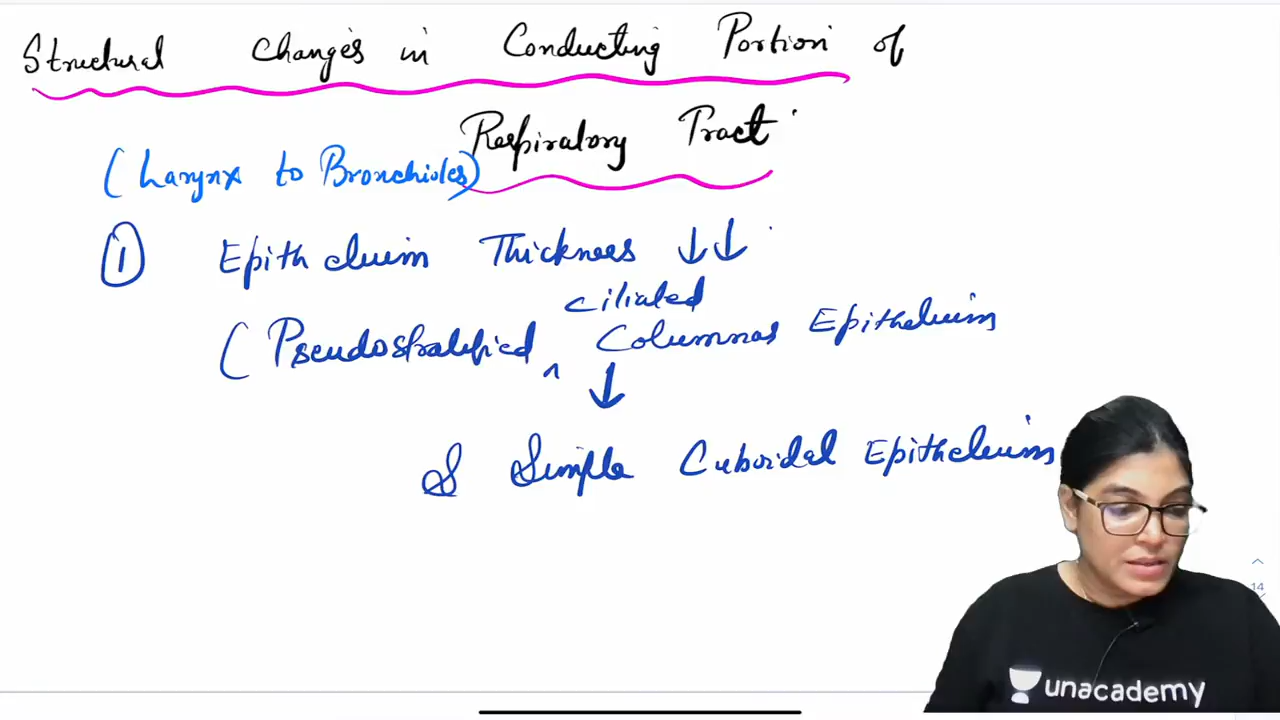 Structural Changes in Conducting Portion of
Respiratory Tract
(Larynx to Bronchioles)
① Epithelium Thickness ↓↓
ciliated
(Pseudostratified ^ Columnar Epithelium
↓
S Simple Cuboidal Epithelium
14
unacademy